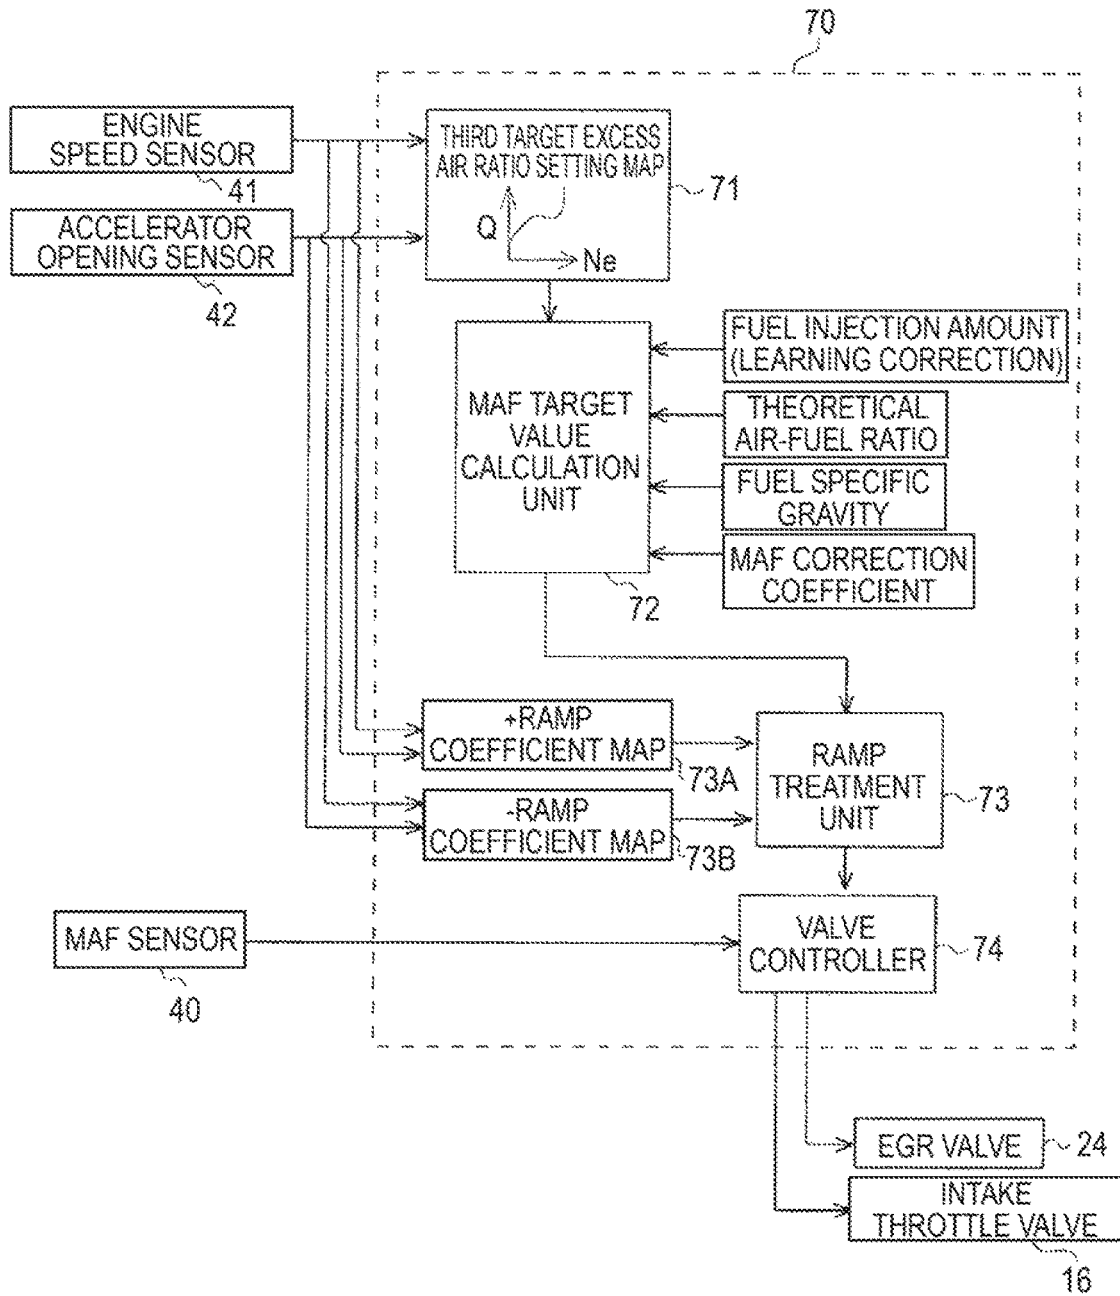 70
ENGINE
SPEED SENSOR
41
ACCELERATOR
OPENING SENSOR
42
THIRD TARGET EXCESS
AIR RATIO SETTING MAP
Q
Ne
71
MAF TARGET
VALUE
CALCULATION
UNIT
72
FUEL INJECTION AMOUNT
(LEARNING CORRECTION)
THEORETICAL
AIR-FUEL RATIO
FUEL SPECIFIC
GRAVITY
MAF CORRECTION
COEFFICIENT
+RAMP
COEFFICIENT MAP
73A
-RAMP
COEFFICIENT MAP
73B
RAMP
TREATMENT
UNIT
73
MAF SENSOR
40
VALVE
CONTROLLER
74
EGR VALVE
24
INTAKE
THROTTLE VALVE
16